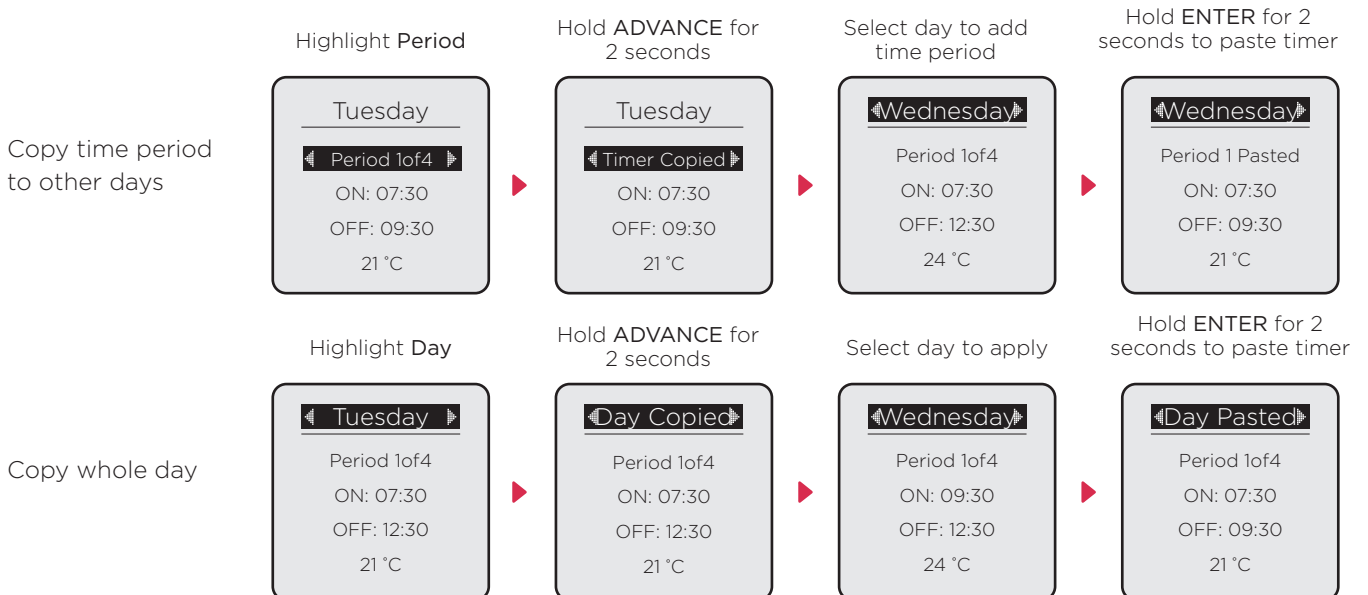 Copy time period
to other days
Highlight Period
Tuesday
Period 1of4
ON: 07:30
OFF: 09:30
21 °C
Hold ADVANCE for
2 seconds
Tuesday
Timer Copied
ON: 07:30
OFF: 09:30
21 °C
Select day to add
time period
Wednesday
Period 1of4
ON: 07:30
OFF: 12:30
24 °C
Hold ENTER for 2
seconds to paste timer
Wednesday
Period 1 Pasted
ON: 07:30
OFF: 09:30
21 °C
Copy whole day
Highlight Day
Tuesday
Period 1of4
ON: 07:30
OFF: 12:30
21 °C
Hold ADVANCE for
2 seconds
Day Copied
Period 1of4
ON: 07:30
OFF: 12:30
21 °C
Select day to apply
Wednesday
Period 1of4
ON: 09:30
OFF: 12:30
24 °C
Hold ENTER for 2
seconds to paste timer
Day Pasted
Period 1of4
ON: 07:30
OFF: 09:30
21 °C